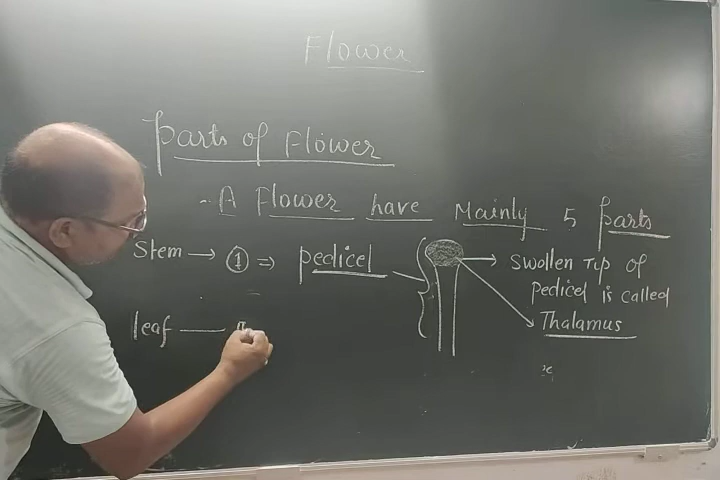 Flower
Parts of Flower
A Flower have Mainly 5 Parts
Stem → ① ⇒ pedicel → Swollen Tip of
pedicel is called
Thalamus
leaf —